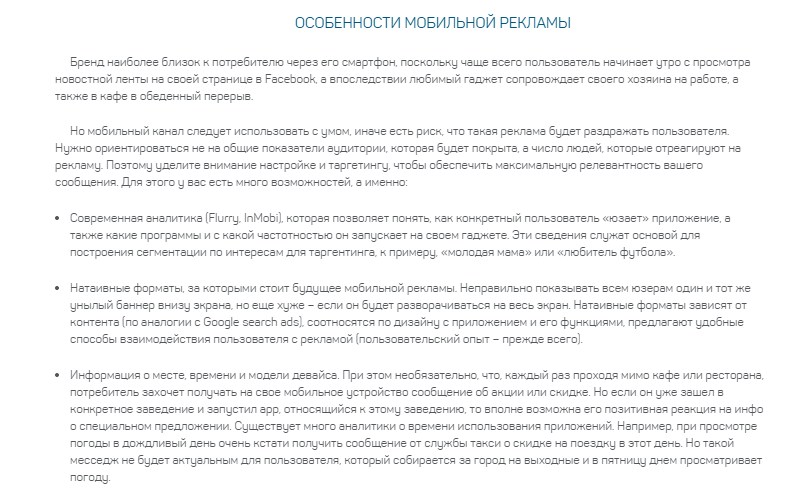 ОСОБЕННОСТИ МОБИЛЬНОЙ РЕКЛАМЫ
Бренд наиболее близок к потребителю через его смартфон, поскольку чаще всего пользователь начинает утро с просмотра
новостной ленты на своей странице в Facebook, а впоследствии любимый гаджет сопровождает своего хозяина на работе, а
также в кафе в обеденный перерыв.
Но мобильный канал следует использовать с умом, иначе есть риск, что такая реклама будет раздражать пользователя.
Нужно ориентироваться не на общие показатели аудитории, которая будет покрыта, а число людей, которые отреагируют на
рекламу. Поэтому уделите внимание настройке и таргетингу, чтобы обеспечить максимальную релевантность вашего
сообщения. Для этого у вас есть много возможностей, а именно:
• Современная аналитика (Flurry, InMobi), которая позволяет понять, как конкретный пользователь «юзает» приложение, а
также какие программы и с какой частотностью он запускает на своем гаджете. Эти сведения служат основой для
построения сегментации по интересам для таргентинга, к примеру, «молодая мама» или «любитель футбола».
• Натаивные форматы, за которыми стоит будущее мобильной рекламы. Неправильно показывать всем юзерам один и тот же
унылый баннер внизу экрана, но еще хуже – если он будет разворачиваться на весь экран. Натаивные форматы зависят от
контента (по аналогии с Google search ads), соотносятся по дизайну с приложением и его функциями, предлагают удобные
способы взаимодействия пользователя с рекламой (пользовательский опыт – прежде всего).
• Информация о месте, времени и модели девайса. При этом необязательно, что, каждый раз проходя мимо кафе или ресторана,
потребитель захочет получать на свое мобильное устройство сообщение об акции или скидке. Но если он уже зашел в
конкретное заведение и запустил app, относящийся к этому заведению, то вполне возможна его позитивная реакция на инфо
о специальном предложении. Существует много аналитики о времени использования приложений. Например, при просмотре
погоды в дождливый день очень кстати получить сообщение от службы такси о скидке на поездку в этот день. Но такой
месседж не будет актуальным для пользователя, который собирается за город на выходные и в пятницу днем просматривает
погоду.